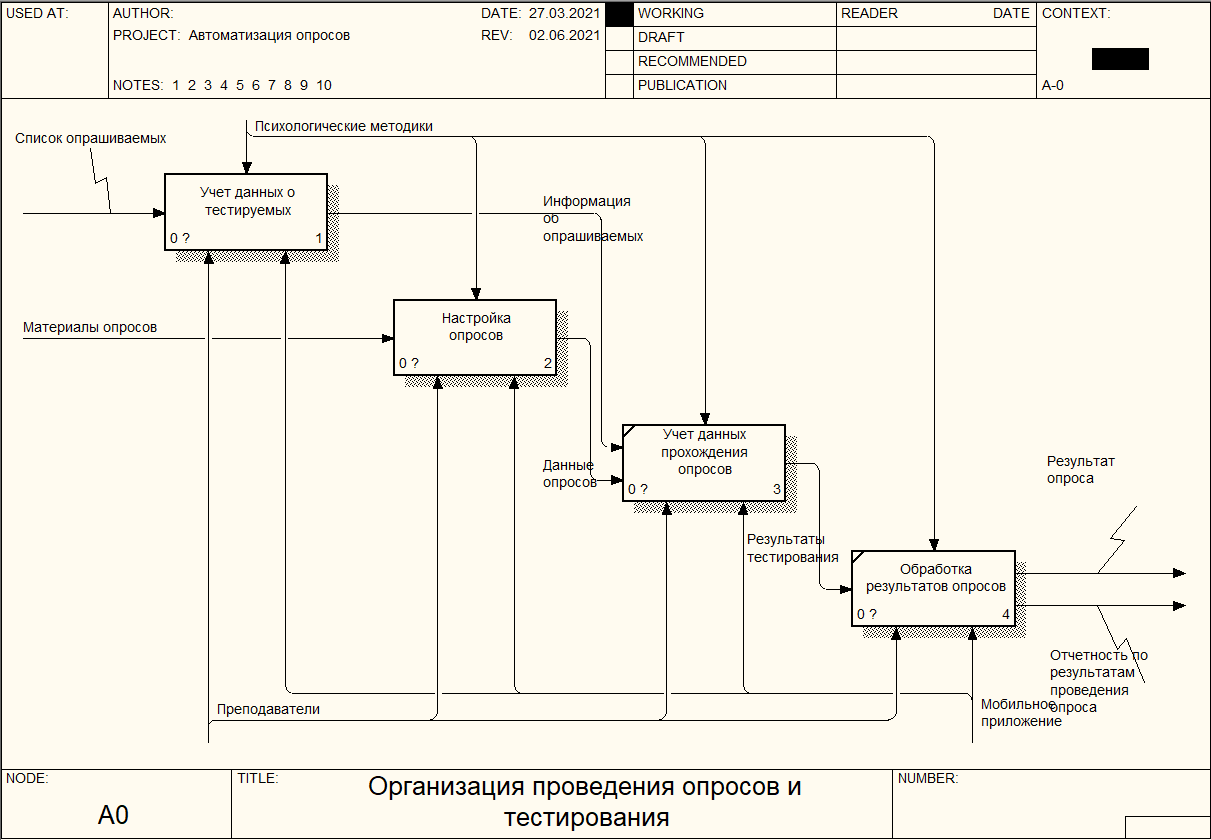 USED AT:
AUTHOR:
DATE: 27.03.2021
PROJECT: Автоматизация опросов
REV: 02.06.2021
NOTES: 1 2 3 4 5 6 7 8 9 10
WORKING
DRAFT
RECOMMENDED
PUBLICATION
READER
DATE
CONTEXT:
A-0
Психологические методики
Список опрашиваемых
Учет данных о
тестируемых
0 ?
1
Информация
об
опрашиваемых
Материалы опросов
Настройка
опросов
0 ?
2
Данные
опросов
Учет данных
прохождения
опросов
0 ?
3
Результат
опроса
Результаты
тестирования
Обработка
результатов опросов
0 ?
4
Отчетность по
результатам
проведения
опроса
Мобильное
приложение
Преподаватели
NODE:
A0
TITLE:
Организация проведения опросов и
тестирования
NUMBER: